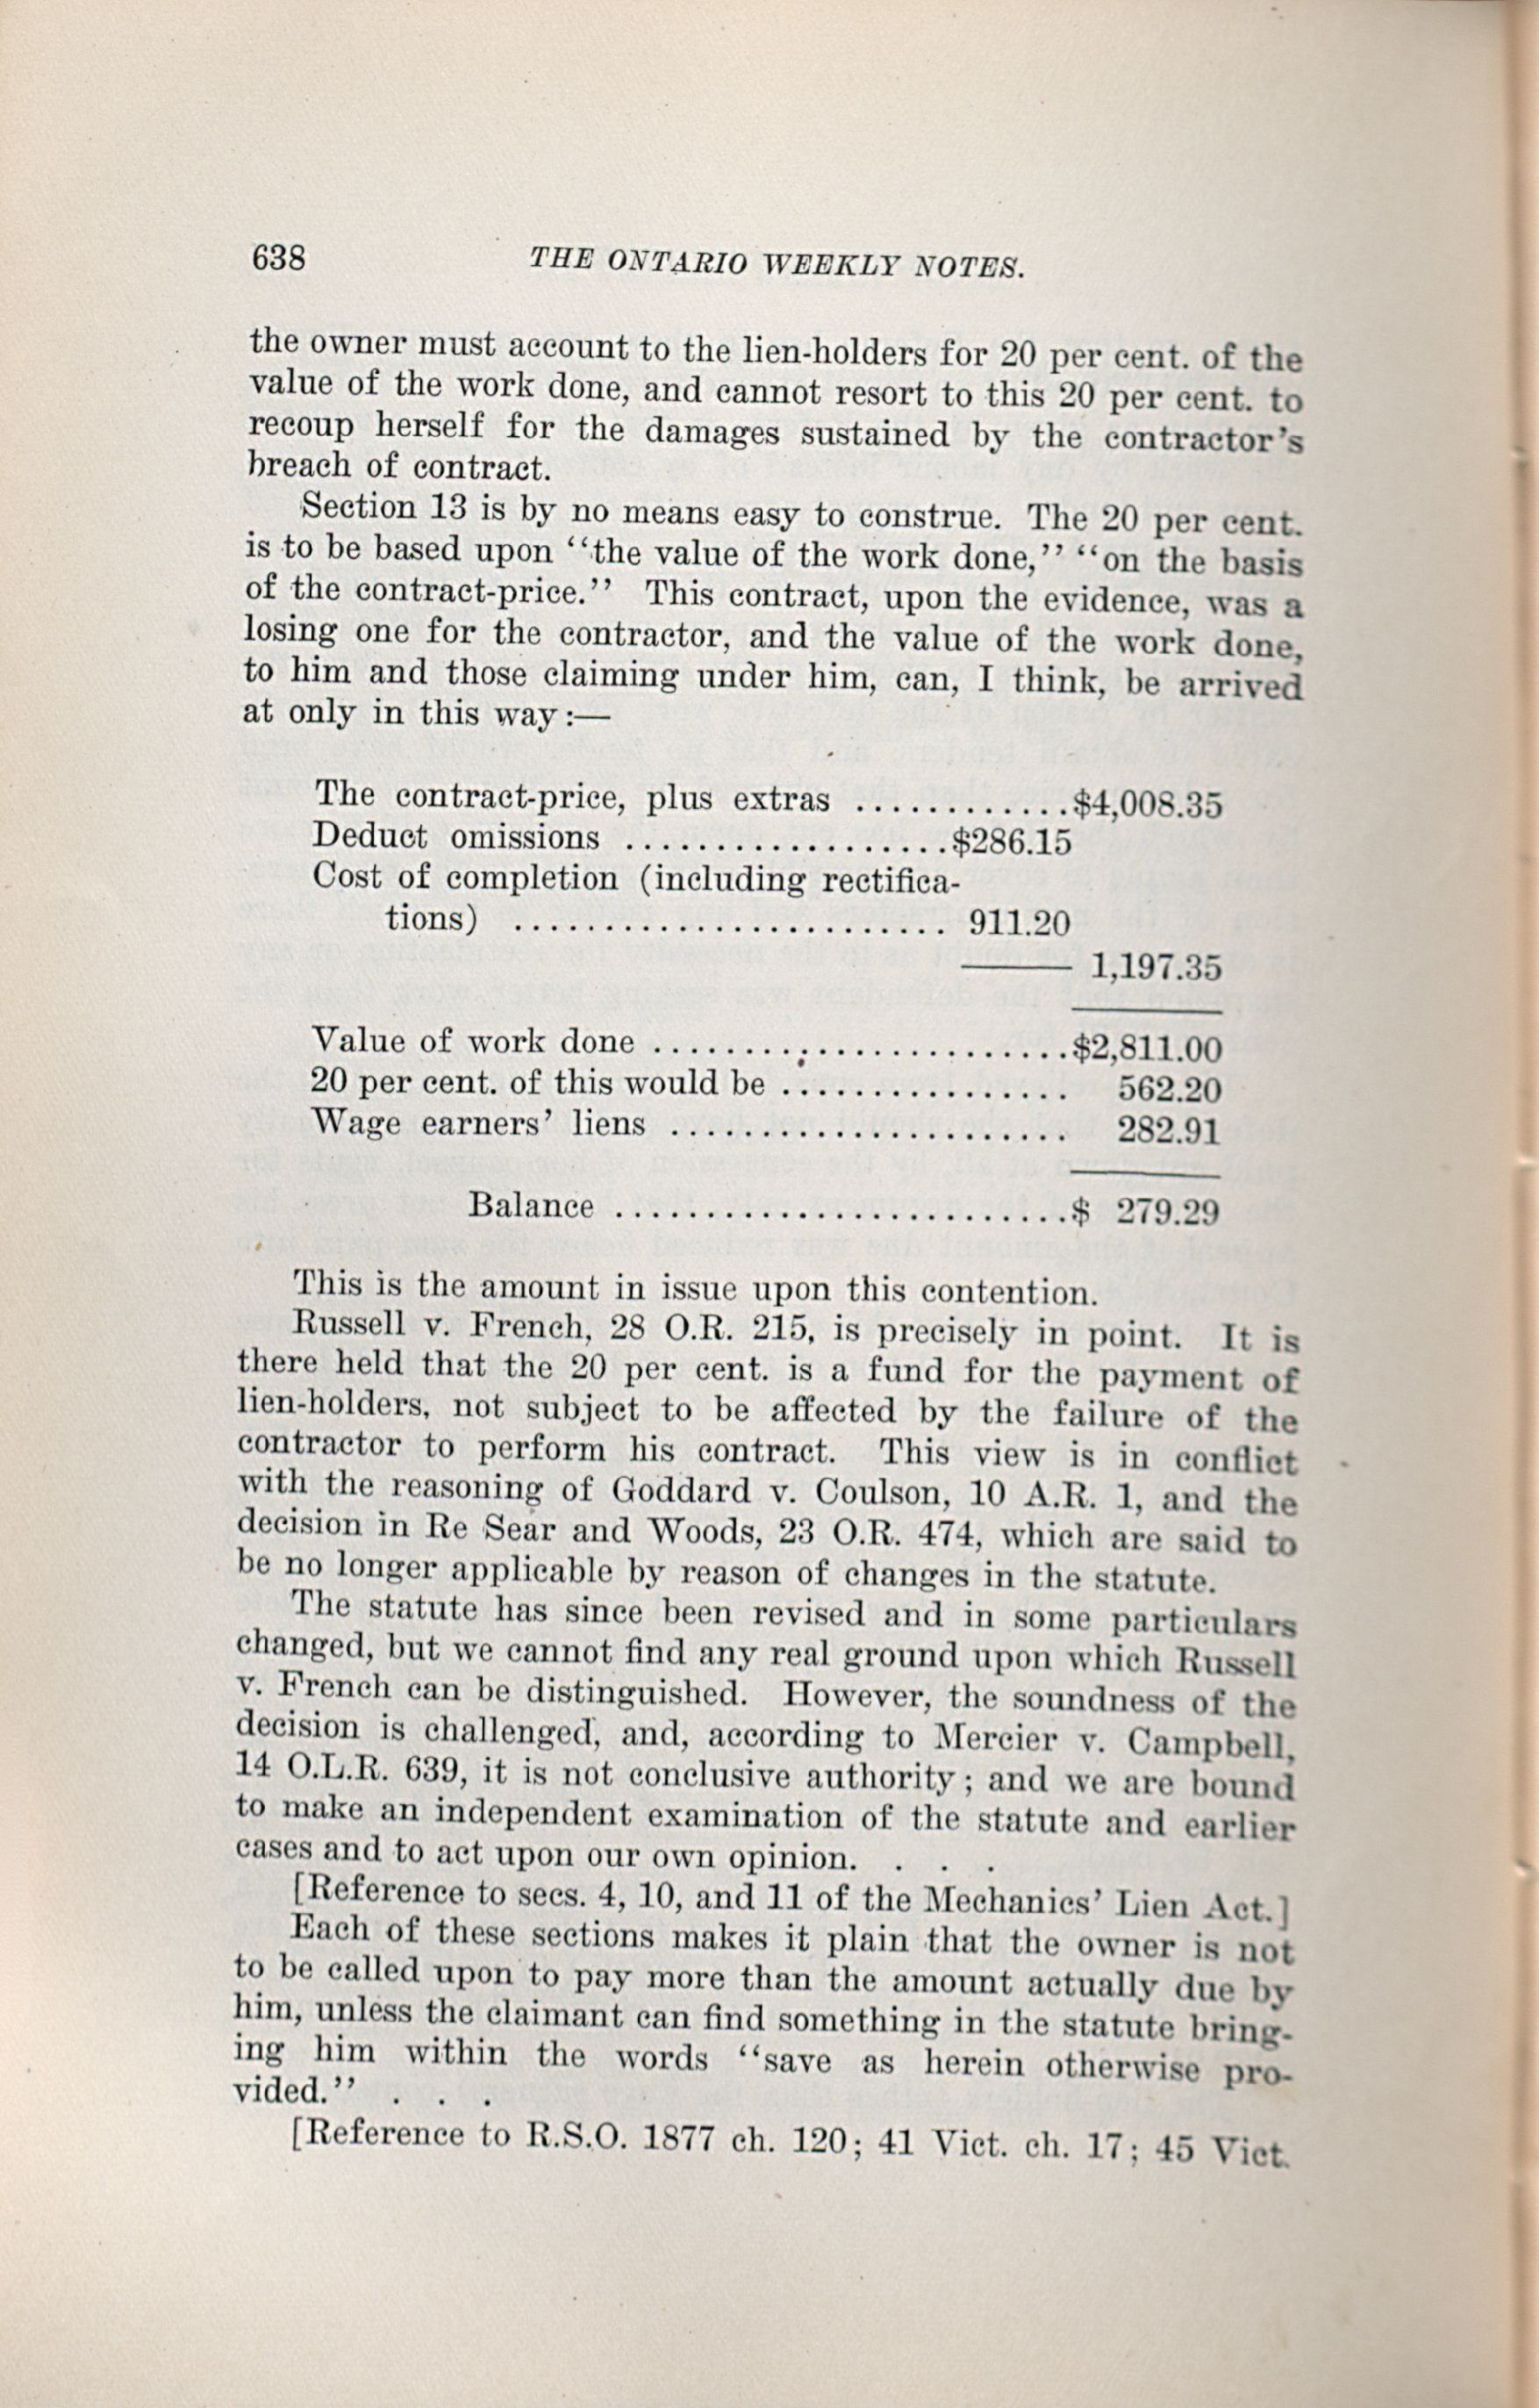 638 THE ONTARIO WEEKLY NOTES.
the owner must account to the lien-holders for 20 per cent. of the
value of the work done, and cannot resort to this 20 per cent. to
recoup herself for the damages sustained by the contractor's
breach of contract.
Section 13 is by no means easy to construe. The 20 per cent.
is to be based upon "the value of the work done," "on the basis
of the contract-price." This contract, upon the evidence, was a
losing one for the contractor, and the value of the work done,
to him and those claiming under him, can, I think, be arrived
at only in this way:—
The contract-price, plus extras ............$4,008.35
Deduct omissions ..................$286.15
Cost of completion (including rectifica-
tions) ........................ 911.20
1,197.35
Value of work done .......................$2,811.00
20 per cent. of this would be ................ 562.20
Wage earners' liens ...................... 282.91
Balance .........................$ 279.29
This is the amount in issue upon this contention.
Russell v. French, 28 O.R. 215, is precisely in point. It is
there held that the 20 per cent. is a fund for the payment of
lien-holders, not subject to be affected by the failure of the
contractor to perform his contract. This view is in conflict
with the reasoning of Goddard v. Coulson, 10 A.R. 1, and the
decision in Re Sear and Woods, 23 O.R. 474, which are said to
be no longer applicable by reason of changes in the statute.
The statute has since been revised and in some particulars
changed, but we cannot find any real ground upon which Russell
v. French can be distinguished. However, the soundness of the
decision is challenged, and, according to Mercier v. Campbell,
14 O.L.R. 639, it is not conclusive authority; and we are bound
to make an independent examination of the statute and earlier
cases and to act upon our own opinion. . . .
[Reference to secs. 4, 10, and 11 of the Mechanics' Lien Act.]
Each of these sections makes it plain that the owner is not
to be called upon to pay more than the amount actually due by
him, unless the claimant can find something in the statute bring-
ing him within the words "save as herein otherwise pro-
vided." . . .
[Reference to R.S.O. 1877 ch. 120; 41 Vict. ch. 17; 45 Vict.